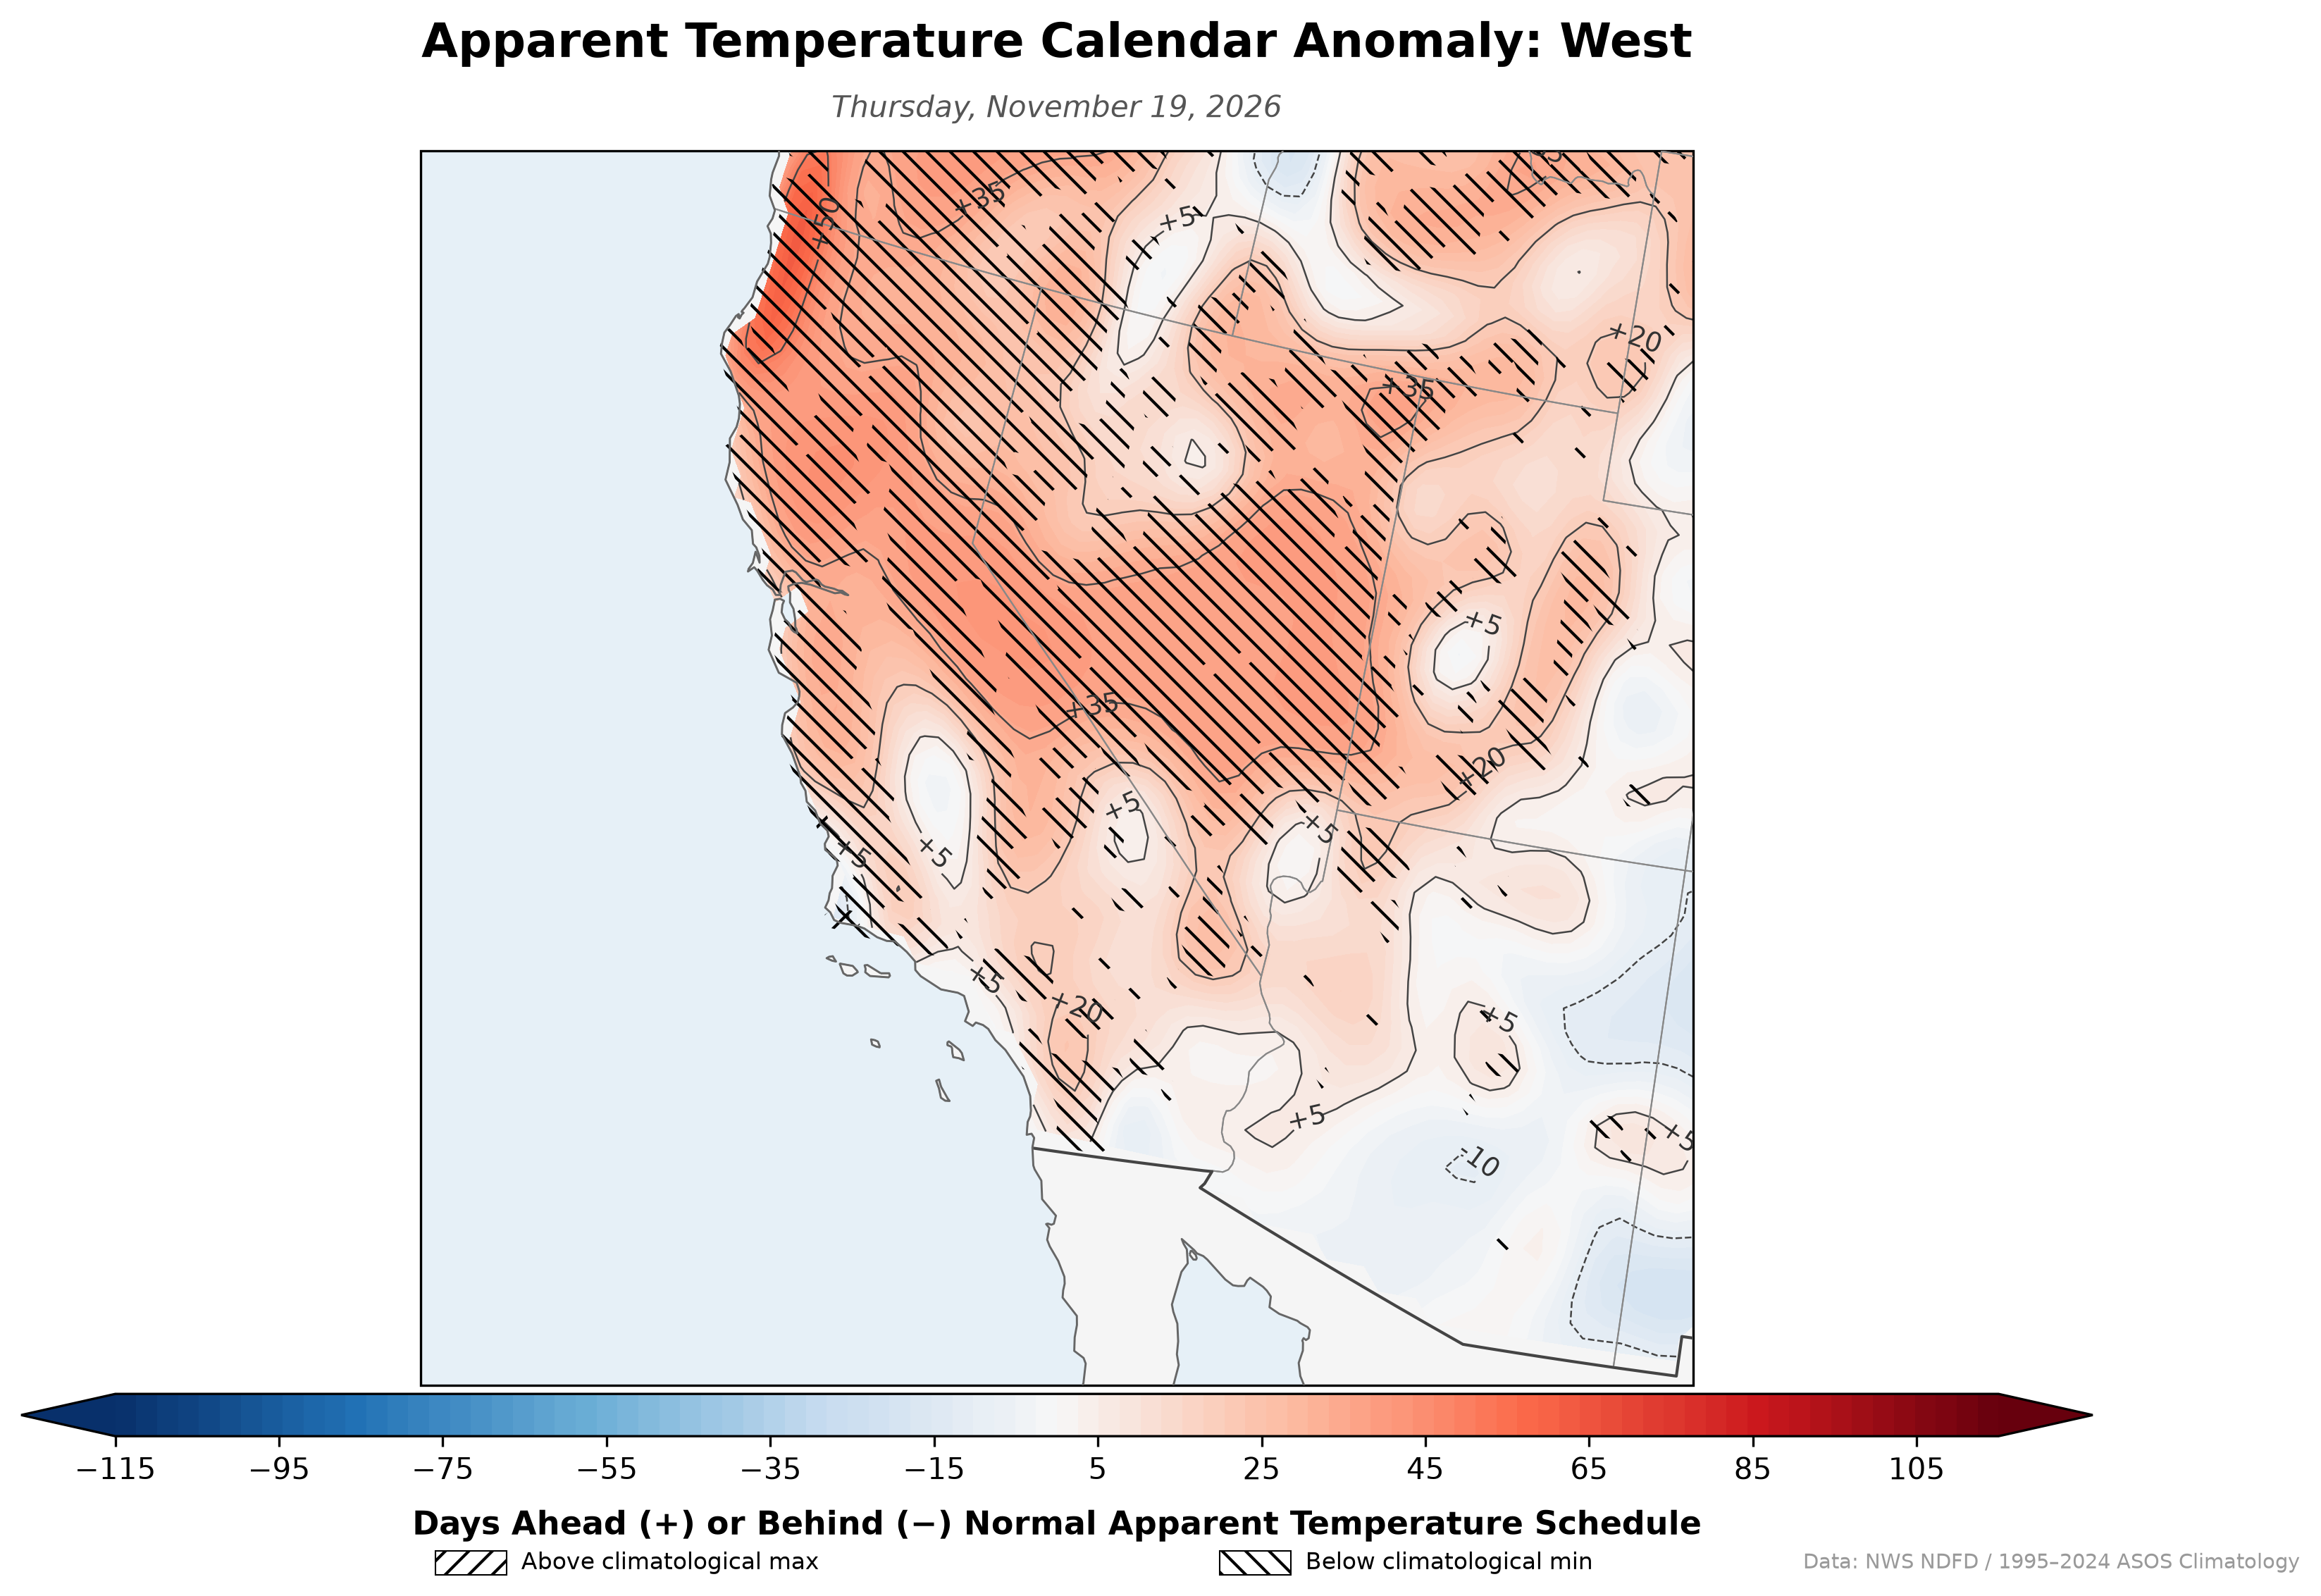 Apparent Temperature Calendar Anomaly: West
Thursday, November 19, 2026
+50
+35
+5
+20
+35
+5
+35
+20
+5
+5
+5
+5
+5
+20
+5
+5
+5
-10
−115 −95 −75 −55 −35 −15 5 25 45 65 85 105
Days Ahead (+) or Behind (−) Normal Apparent Temperature Schedule
Above climatological max
Below climatological min
Data: NWS NDFD / 1995–2024 ASOS Climatology